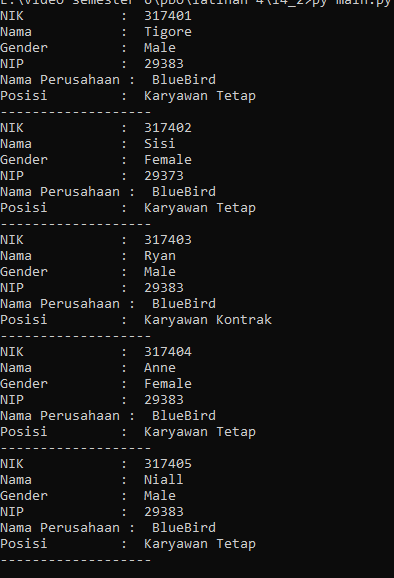 E:\video semester 6\pbo\latihan 4\l4_2>py main.py
NIK            :  317401
Nama           :  Tigore
Gender         :  Male
NIP            :  29383
Nama Perusahaan :  BlueBird
Posisi         :  Karyawan Tetap
-------------------
NIK            :  317402
Nama           :  Sisi
Gender         :  Female
NIP            :  29373
Nama Perusahaan :  BlueBird
Posisi         :  Karyawan Tetap
-------------------
NIK            :  317403
Nama           :  Ryan
Gender         :  Male
NIP            :  29383
Nama Perusahaan :  BlueBird
Posisi         :  Karyawan Kontrak
-------------------
NIK            :  317404
Nama           :  Anne
Gender         :  Female
NIP            :  29383
Nama Perusahaan :  BlueBird
Posisi         :  Karyawan Tetap
-------------------
NIK            :  317405
Nama           :  Niall
Gender         :  Male
NIP            :  29383
Nama Perusahaan :  BlueBird
Posisi         :  Karyawan Tetap
-------------------